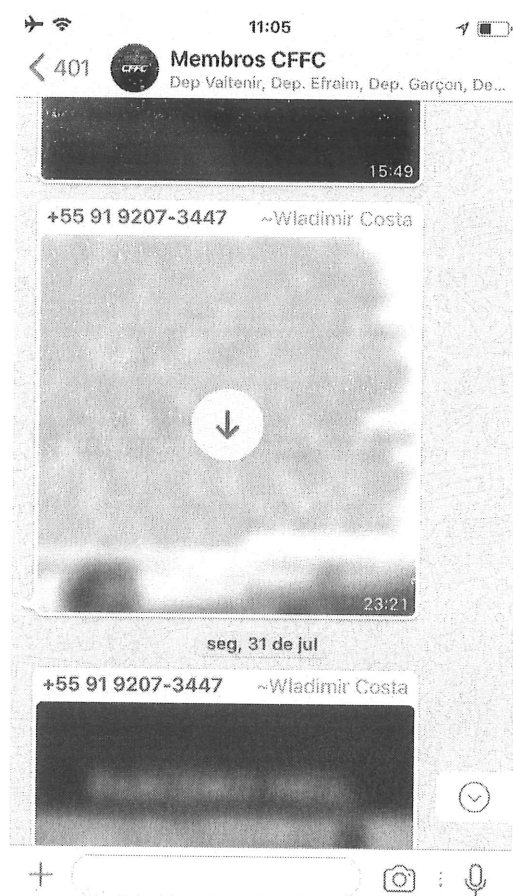 11:05
401
CFFC
Membros CFFC
Dep Valtenir, Dep. Efraim, Dep. Garçon, De...
15:49
+55 91 9207-3447 ~Wladimir Costa
23:21
seg, 31 de jul
+55 91 9207-3447 ~Wladimir Costa